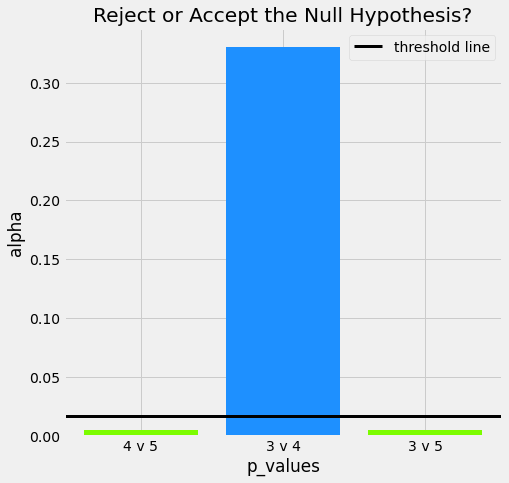 Reject or Accept the Null Hypothesis?
threshold line
0.30
0.25
0.20
0.15
0.10
0.05
0.00
alpha
4 v 5
3 v 4
3 v 5
p_values